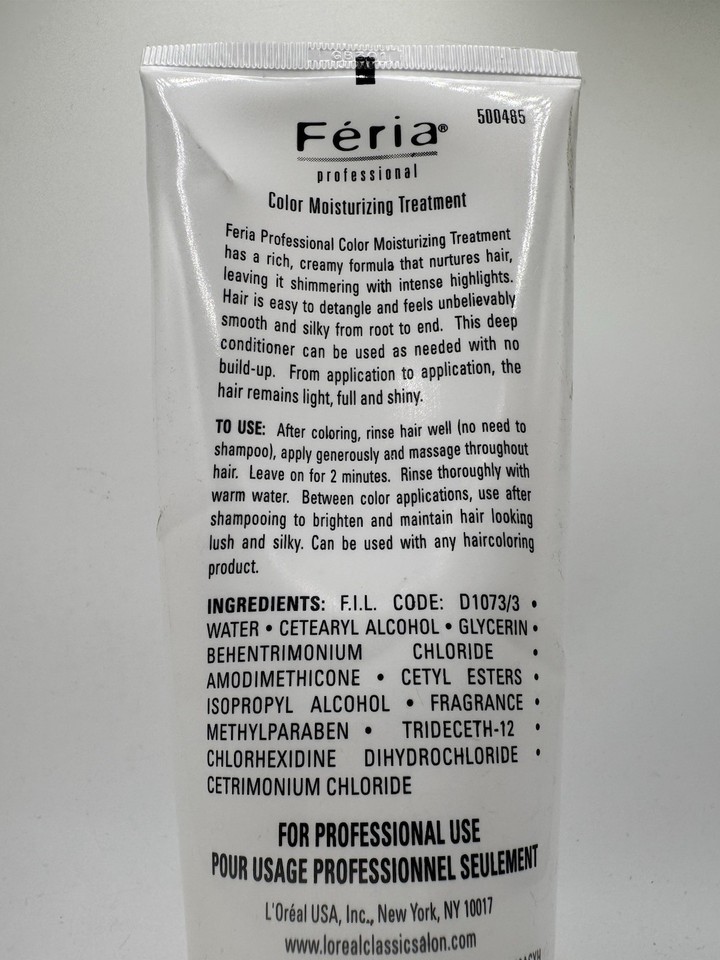 500485
Féria®
professional
Color Moisturizing Treatment
Feria Professional Color Moisturizing Treatment
has a rich, creamy formula that nurtures hair,
leaving it shimmering with intense highlights.
Hair is easy to detangle and feels unbelievably
smooth and silky from root to end. This deep
conditioner can be used as needed with no
build-up. From application to application, the
hair remains light, full and shiny.
TO USE: After coloring, rinse hair well (no need to
shampoo), apply generously and massage throughout
hair. Leave on for 2 minutes. Rinse thoroughly with
warm water. Between color applications, use after
shampooing to brighten and maintain hair looking
lush and silky. Can be used with any haircoloring
product.
INGREDIENTS: F.I.L. CODE: D1073/3 •
WATER • CETEARYL ALCOHOL • GLYCERIN •
BEHENTRIMONIUM CHLORIDE •
AMODIMETHICONE • CETYL ESTERS •
ISOPROPYL ALCOHOL • FRAGRANCE •
METHYLPARABEN • TRIDECETH-12 •
CHLORHEXIDINE DIHYDROCHLORIDE •
CETRIMONIUM CHLORIDE
FOR PROFESSIONAL USE
POUR USAGE PROFESSIONNEL SEULEMENT
L'Oréal USA, Inc., New York, NY 10017
www.lorealclassicsalon.com